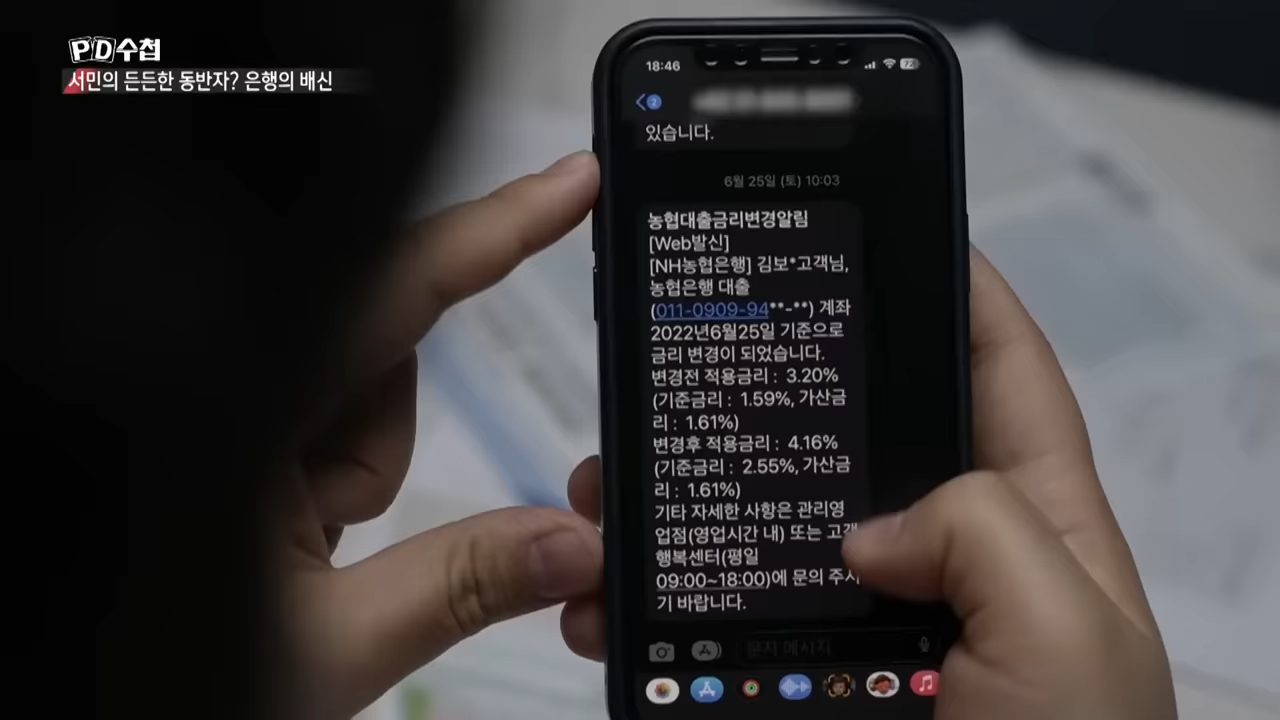 PD수첩
서민의 든든한 동반자? 은행의 배신
18:46
72
2
있습니다.
6월 25일 (토) 10:03
농협대출금리변경알림
[Web발신]
[NH농협은행] 김보*고객님,
농협은행 대출
(011-0909-94**-**) 계좌
2022년6월25일 기준으로
금리 변경이 되었습니다.
변경전 적용금리 : 3.20%
(기준금리 : 1.59%, 가산금
리 : 1.61%)
변경후 적용금리 : 4.16%
(기준금리 : 2.55%, 가산금
리 : 1.61%)
기타 자세한 사항은 관리영
업점(영업시간 내) 또는 고객
행복센터(평일
09:00~18:00)에 문의 주시
기 바랍니다.
문자 메시지